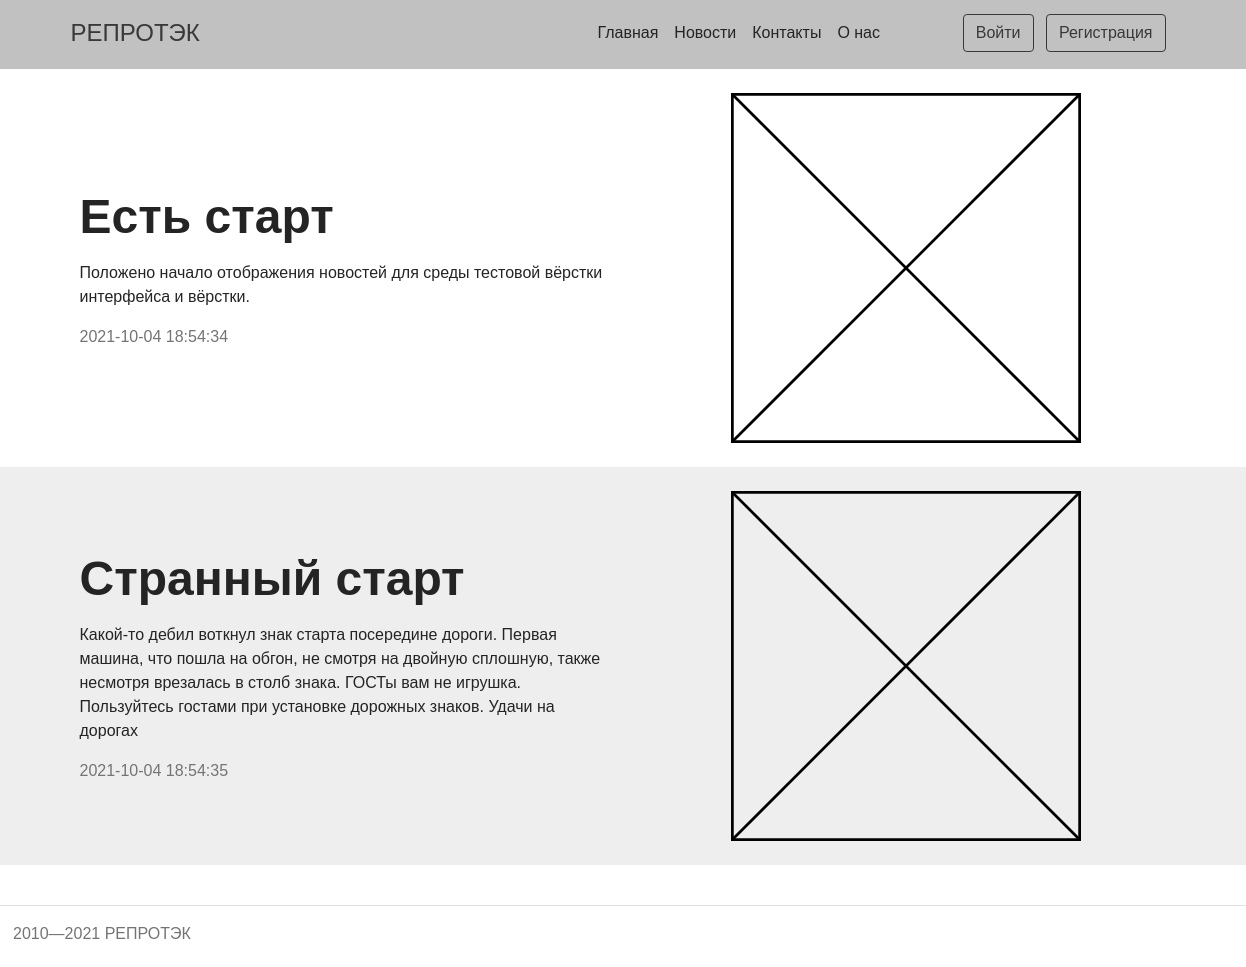 РЕПРОТЭК
Главная Новости Контакты О нас Войти Регистрация
Есть старт
Положено начало отображения новостей для среды тестовой вёрстки
интерфейса и вёрстки.
2021-10-04 18:54:34
Странный старт
Какой-то дебил воткнул знак старта посередине дороги. Первая
машина, что пошла на обгон, не смотря на двойную сплошную, также
несмотря врезалась в столб знака. ГОСТы вам не игрушка.
Пользуйтесь гостами при установке дорожных знаков. Удачи на
дорогах
2021-10-04 18:54:35
2010—2021 РЕПРОТЭК